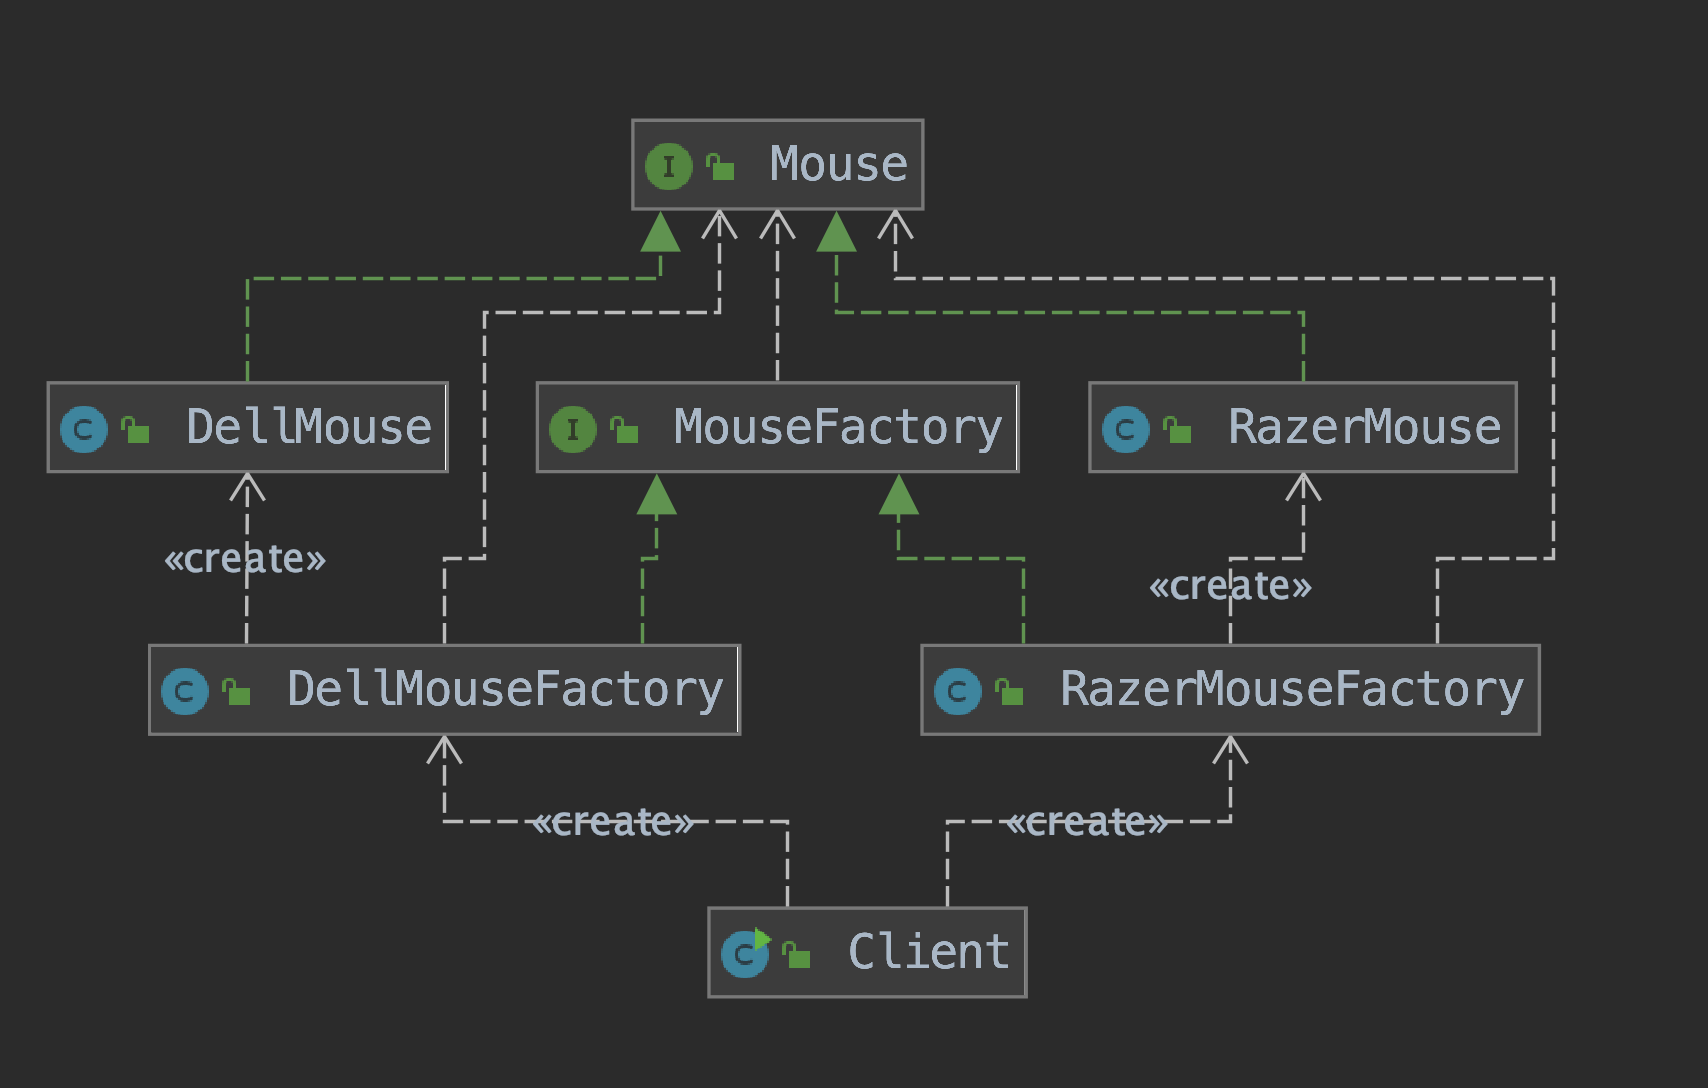 I Mouse
C DellMouse
I MouseFactory
C RazerMouse
«create»
«create»
C DellMouseFactory
C RazerMouseFactory
«create»
«create»
C Client